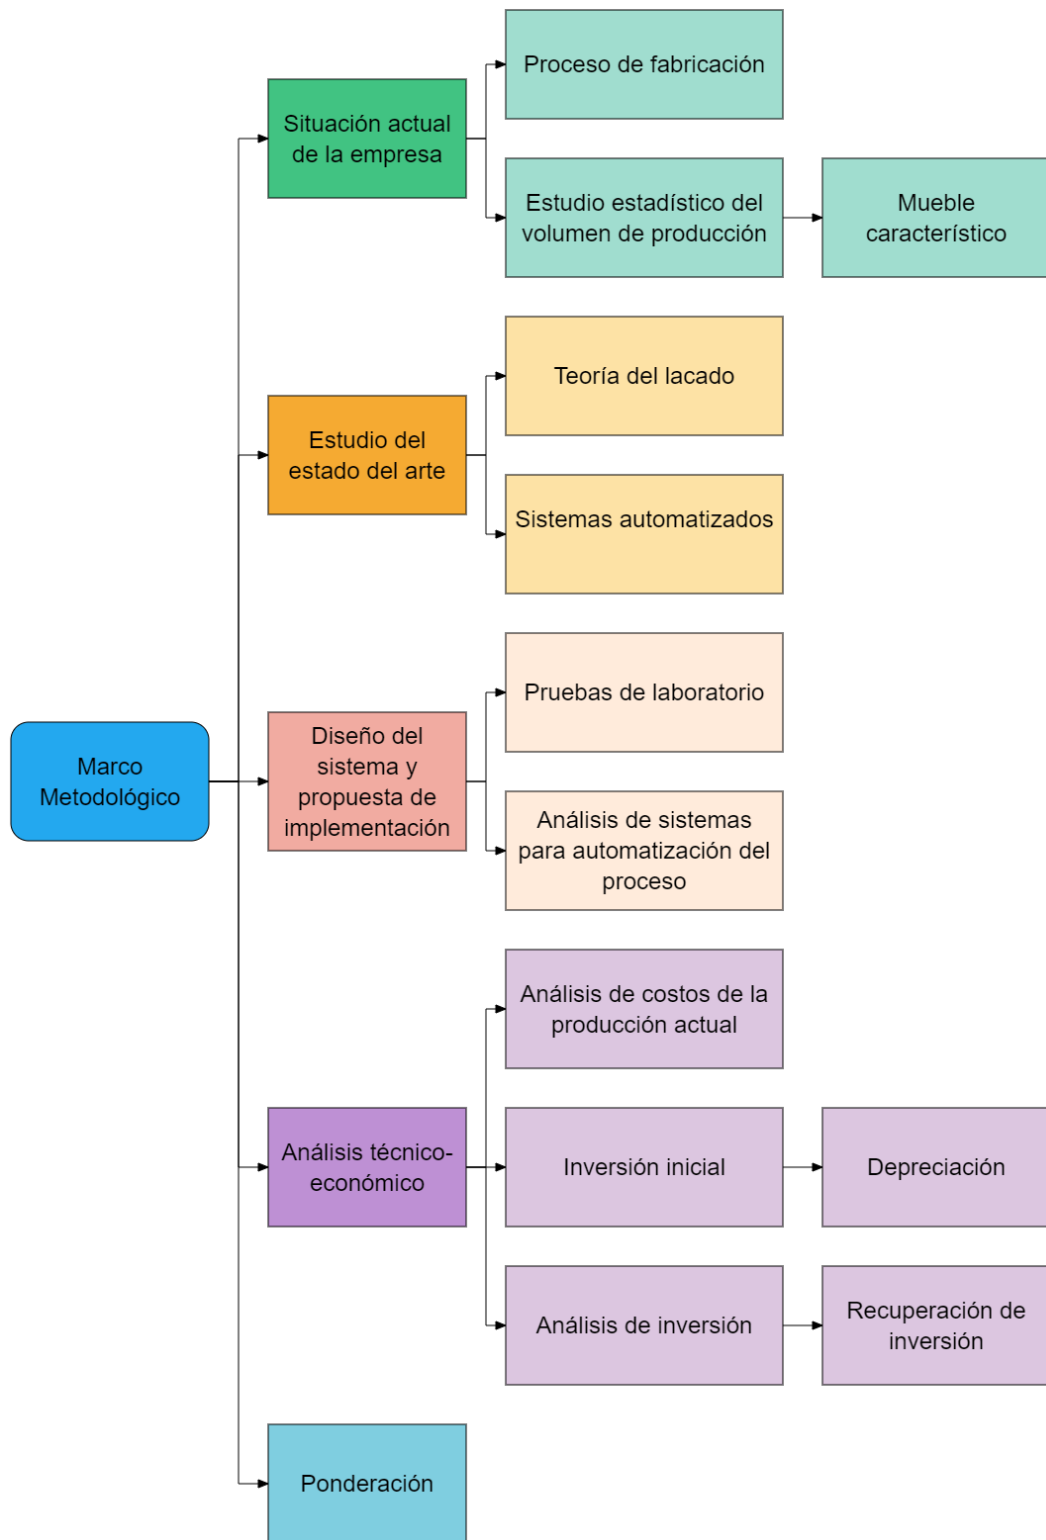 Proceso de fabricación
Situación actual
de la empresa
Estudio estadístico del
volumen de producción
Mueble
característico
Teoría del lacado
Estudio del
estado del arte
Sistemas automatizados
Pruebas de laboratorio
Marco
Metodológico
Diseño del
sistema y
propuesta de
implementación
Análisis de sistemas
para automatización del
proceso
Análisis de costos de la
producción actual
Análisis técnico-
económico
Inversión inicial
Depreciación
Análisis de inversión
Recuperación de
inversión
Ponderación